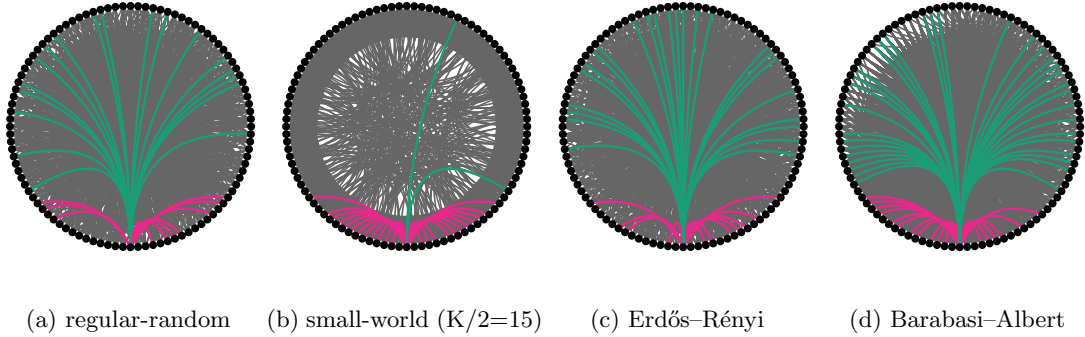 (a) regular-random (b) small-world (K/2=15) (c) Erdős–Rényi (d) Barabasi–Albert